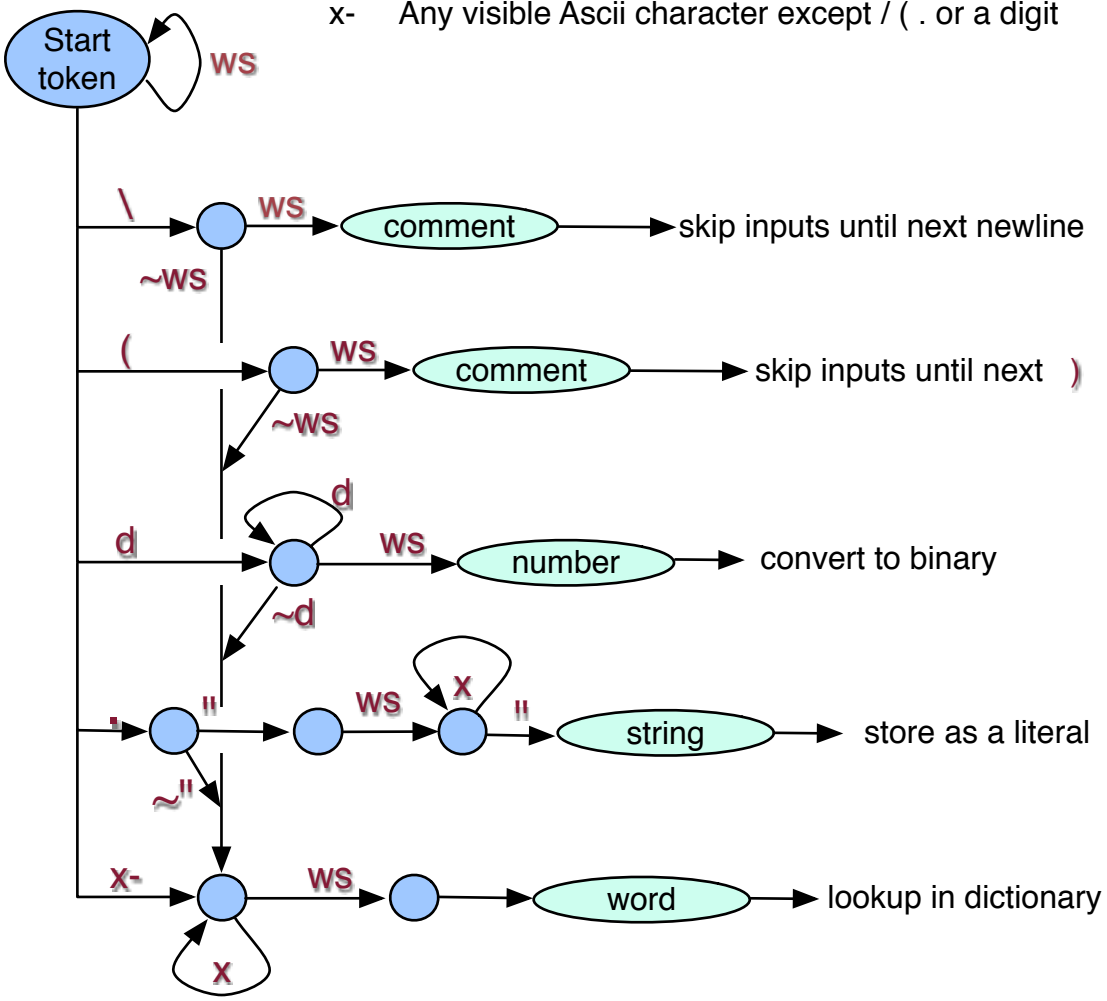 x- Any visible Ascii character except / ( . or a digit
Start
token
ws
\ ws comment skip inputs until next newline
~ws
( ws comment skip inputs until next )
~ws
d
d ws number convert to binary
~d
. " ws x " string store as a literal
~"
x- ws word lookup in dictionary
x